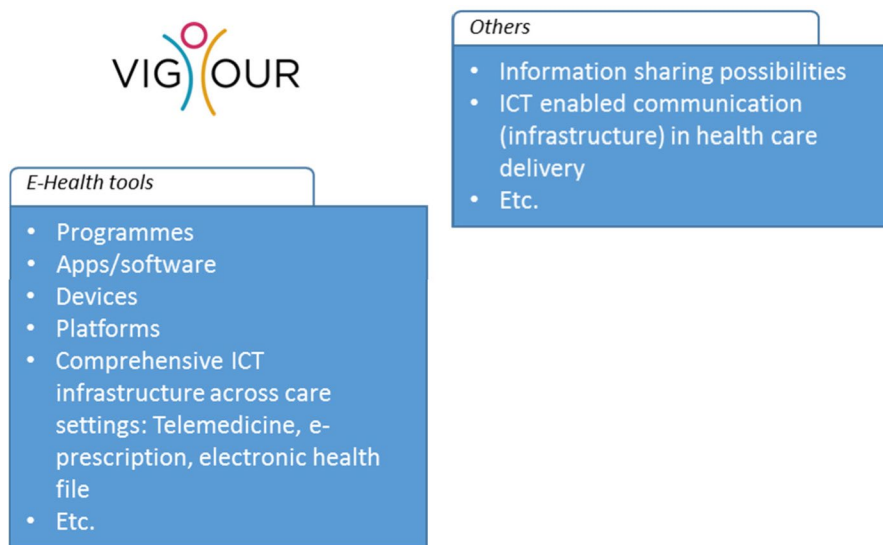 VIGOUR
E-Health tools
• Programmes
• Apps/software
• Devices
• Platforms
• Comprehensive ICT
infrastructure across care
settings: Telemedicine, e-
prescription, electronic health
file
• Etc.
Others
• Information sharing possibilities
• ICT enabled communication
(infrastructure) in health care
delivery
• Etc.